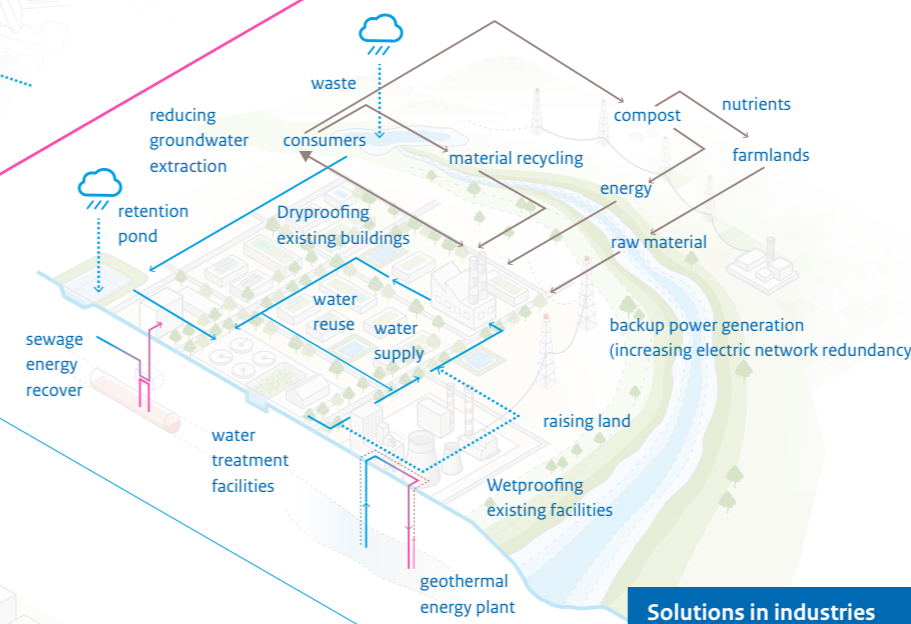 waste
nutrients
compost
reducing
groundwater
extraction
consumers
material recycling
farmlands
energy
retention
pond
Dryproofing
existing buildings
raw material
water
reuse
water
supply
backup power generation
(increasing electric network redundancy
sewage
energy
recover
raising land
water
treatment
facilities
Wetproofing
existing facilities
geothermal
energy plant
Solutions in industries